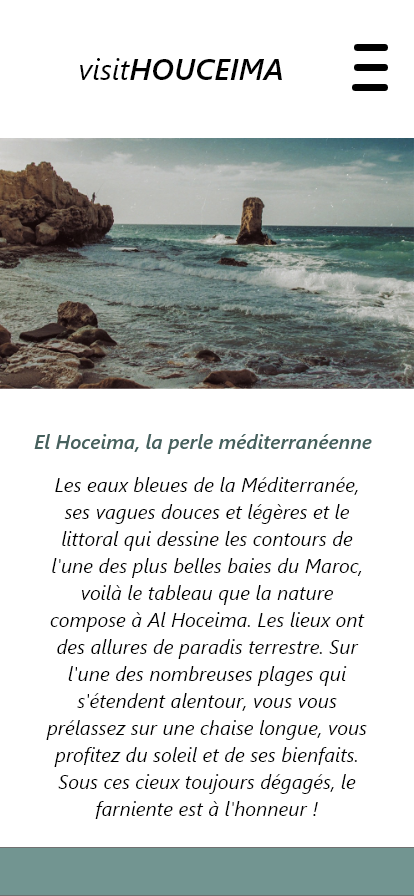 visitHOUCEIMA
El Hoceima, la perle méditerranéenne
Les eaux bleues de la Méditerranée,
ses vagues douces et légères et le
littoral qui dessine les contours de
l'une des plus belles baies du Maroc,
voilà le tableau que la nature
compose à Al Hoceima. Les lieux ont
des allures de paradis terrestre. Sur
l'une des nombreuses plages qui
s'étendent alentour, vous vous
prélassez sur une chaise longue, vous
profitez du soleil et de ses bienfaits.
Sous ces cieux toujours dégagés, le
farniente est à l'honneur !